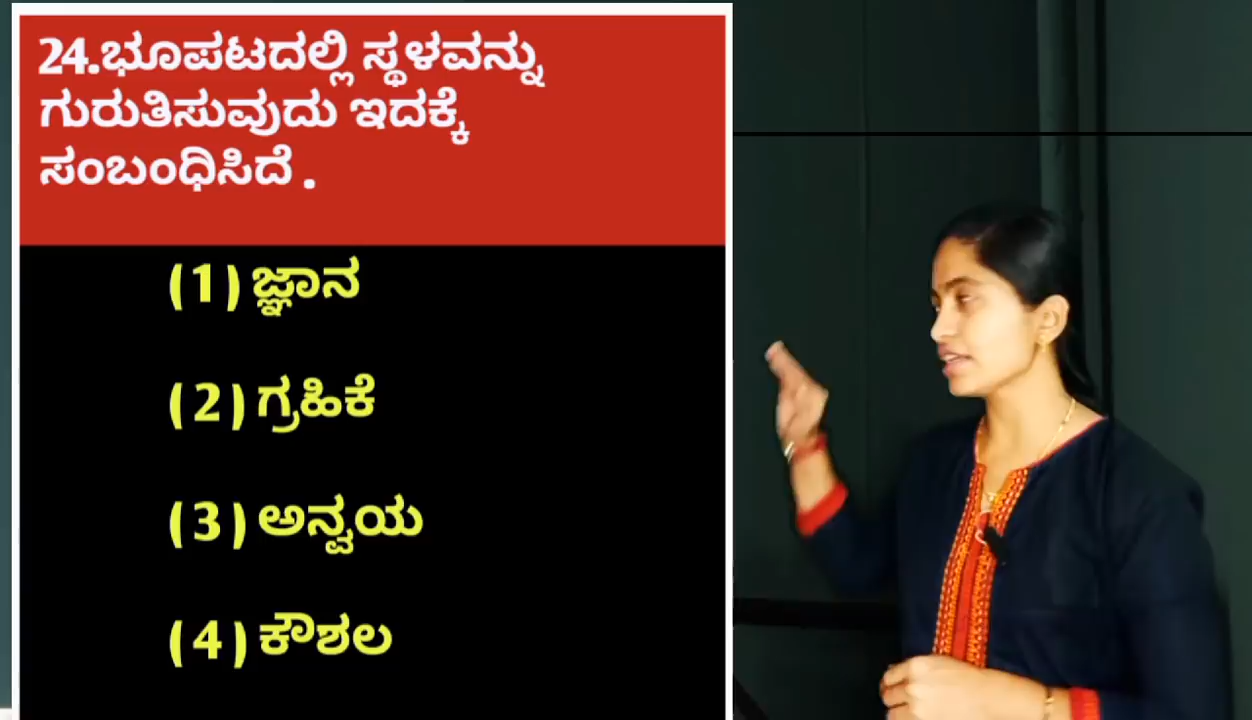 24.ಭೂಪಟದಲ್ಲಿ ಸ್ಥಳವನ್ನು
ಗುರುತಿಸುವುದು ಇದಕ್ಕೆ
ಸಂಬಂಧಿಸಿದೆ .
(1) ಜ್ಞಾನ
(2) ಗ್ರಹಿಕೆ
(3) ಅನ್ವಯ
(4) ಕೌಶಲ